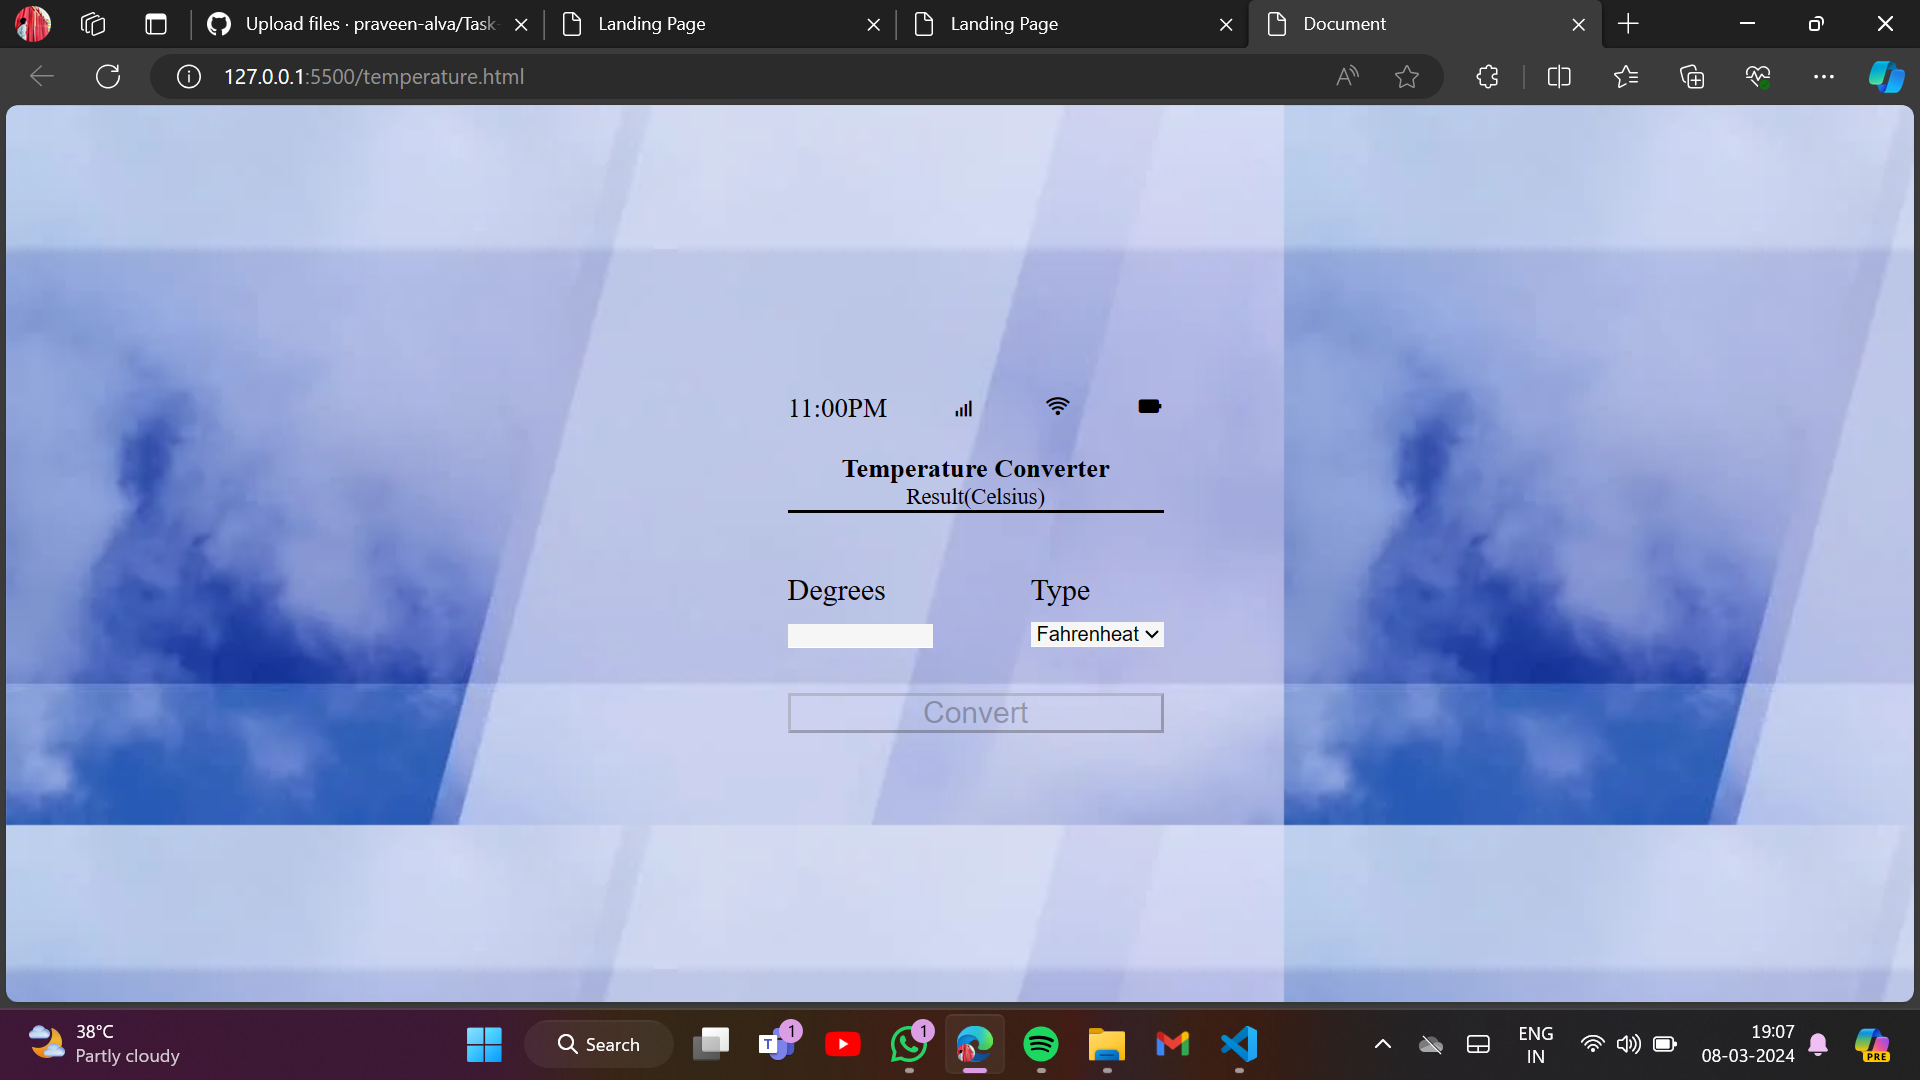 Upload files · praveen-alva/Task-
Landing Page
Landing Page
Document
127.0.0.1:5500/temperature.html
11:00PM
Temperature Converter
Result(Celsius)
Degrees
Type
Fahrenheat
Convert
38°C
Partly cloudy
Search
1
T
1
ENG
IN
19:07
08-03-2024
PRE